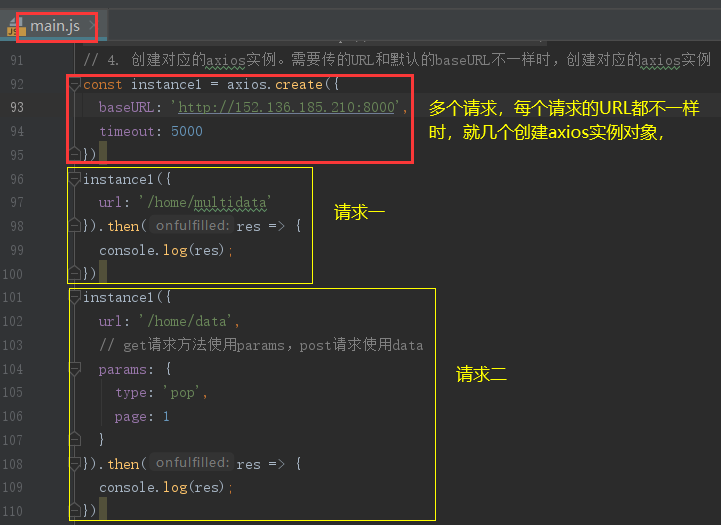 main.js
91 // 4. 创建对应的axios实例。需要传的URL和默认的baseURL不一样时，创建对应的axios实例
92 const instance1 = axios.create({
93 baseURL: 'http://152.136.185.210:8000',
94 timeout: 5000
95 })
多个请求，每个请求的URL都不一样
时，就几个创建axios实例对象，
96 instance1({
97 url: '/home/multidata'
98 }).then( onfulfilled: res => {
99 console.log(res);
100 })
请求一
101 instance1({
102 url: '/home/data',
103 // get请求方法使用params，post请求使用data
104 params: {
105 type: 'pop',
106 page: 1
107 }
108 }).then( onfulfilled: res => {
109 console.log(res);
110 })
请求二